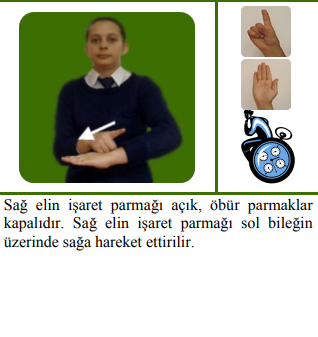 Sağ elin işaret parmağı açık, öbür parmaklar
kapalıdır. Sağ elin işaret parmağı sol bileğin
üzerinde sağa hareket ettirilir.